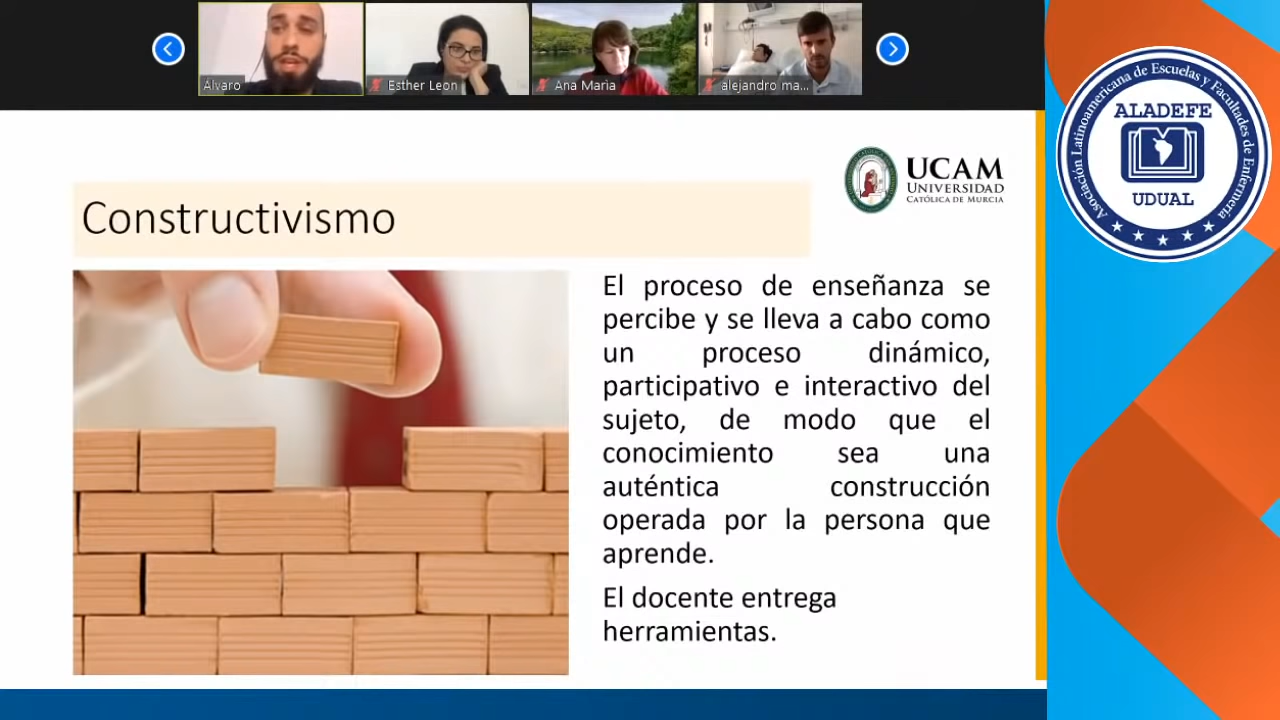 Álvaro
Esther Leon
Ana Maria
alejandro ma...
Asociación Latinoamericana de Escuelas y Facultades de Enfermería
ALADEFE
UDUAL
UCAM
UNIVERSIDAD
CATÓLICA DE MURCIA
Constructivismo
El proceso de enseñanza se
percibe y se lleva a cabo como
un proceso dinámico,
participativo e interactivo del
sujeto, de modo que el
conocimiento sea una
auténtica construcción
operada por la persona que
aprende.
El docente entrega
herramientas.